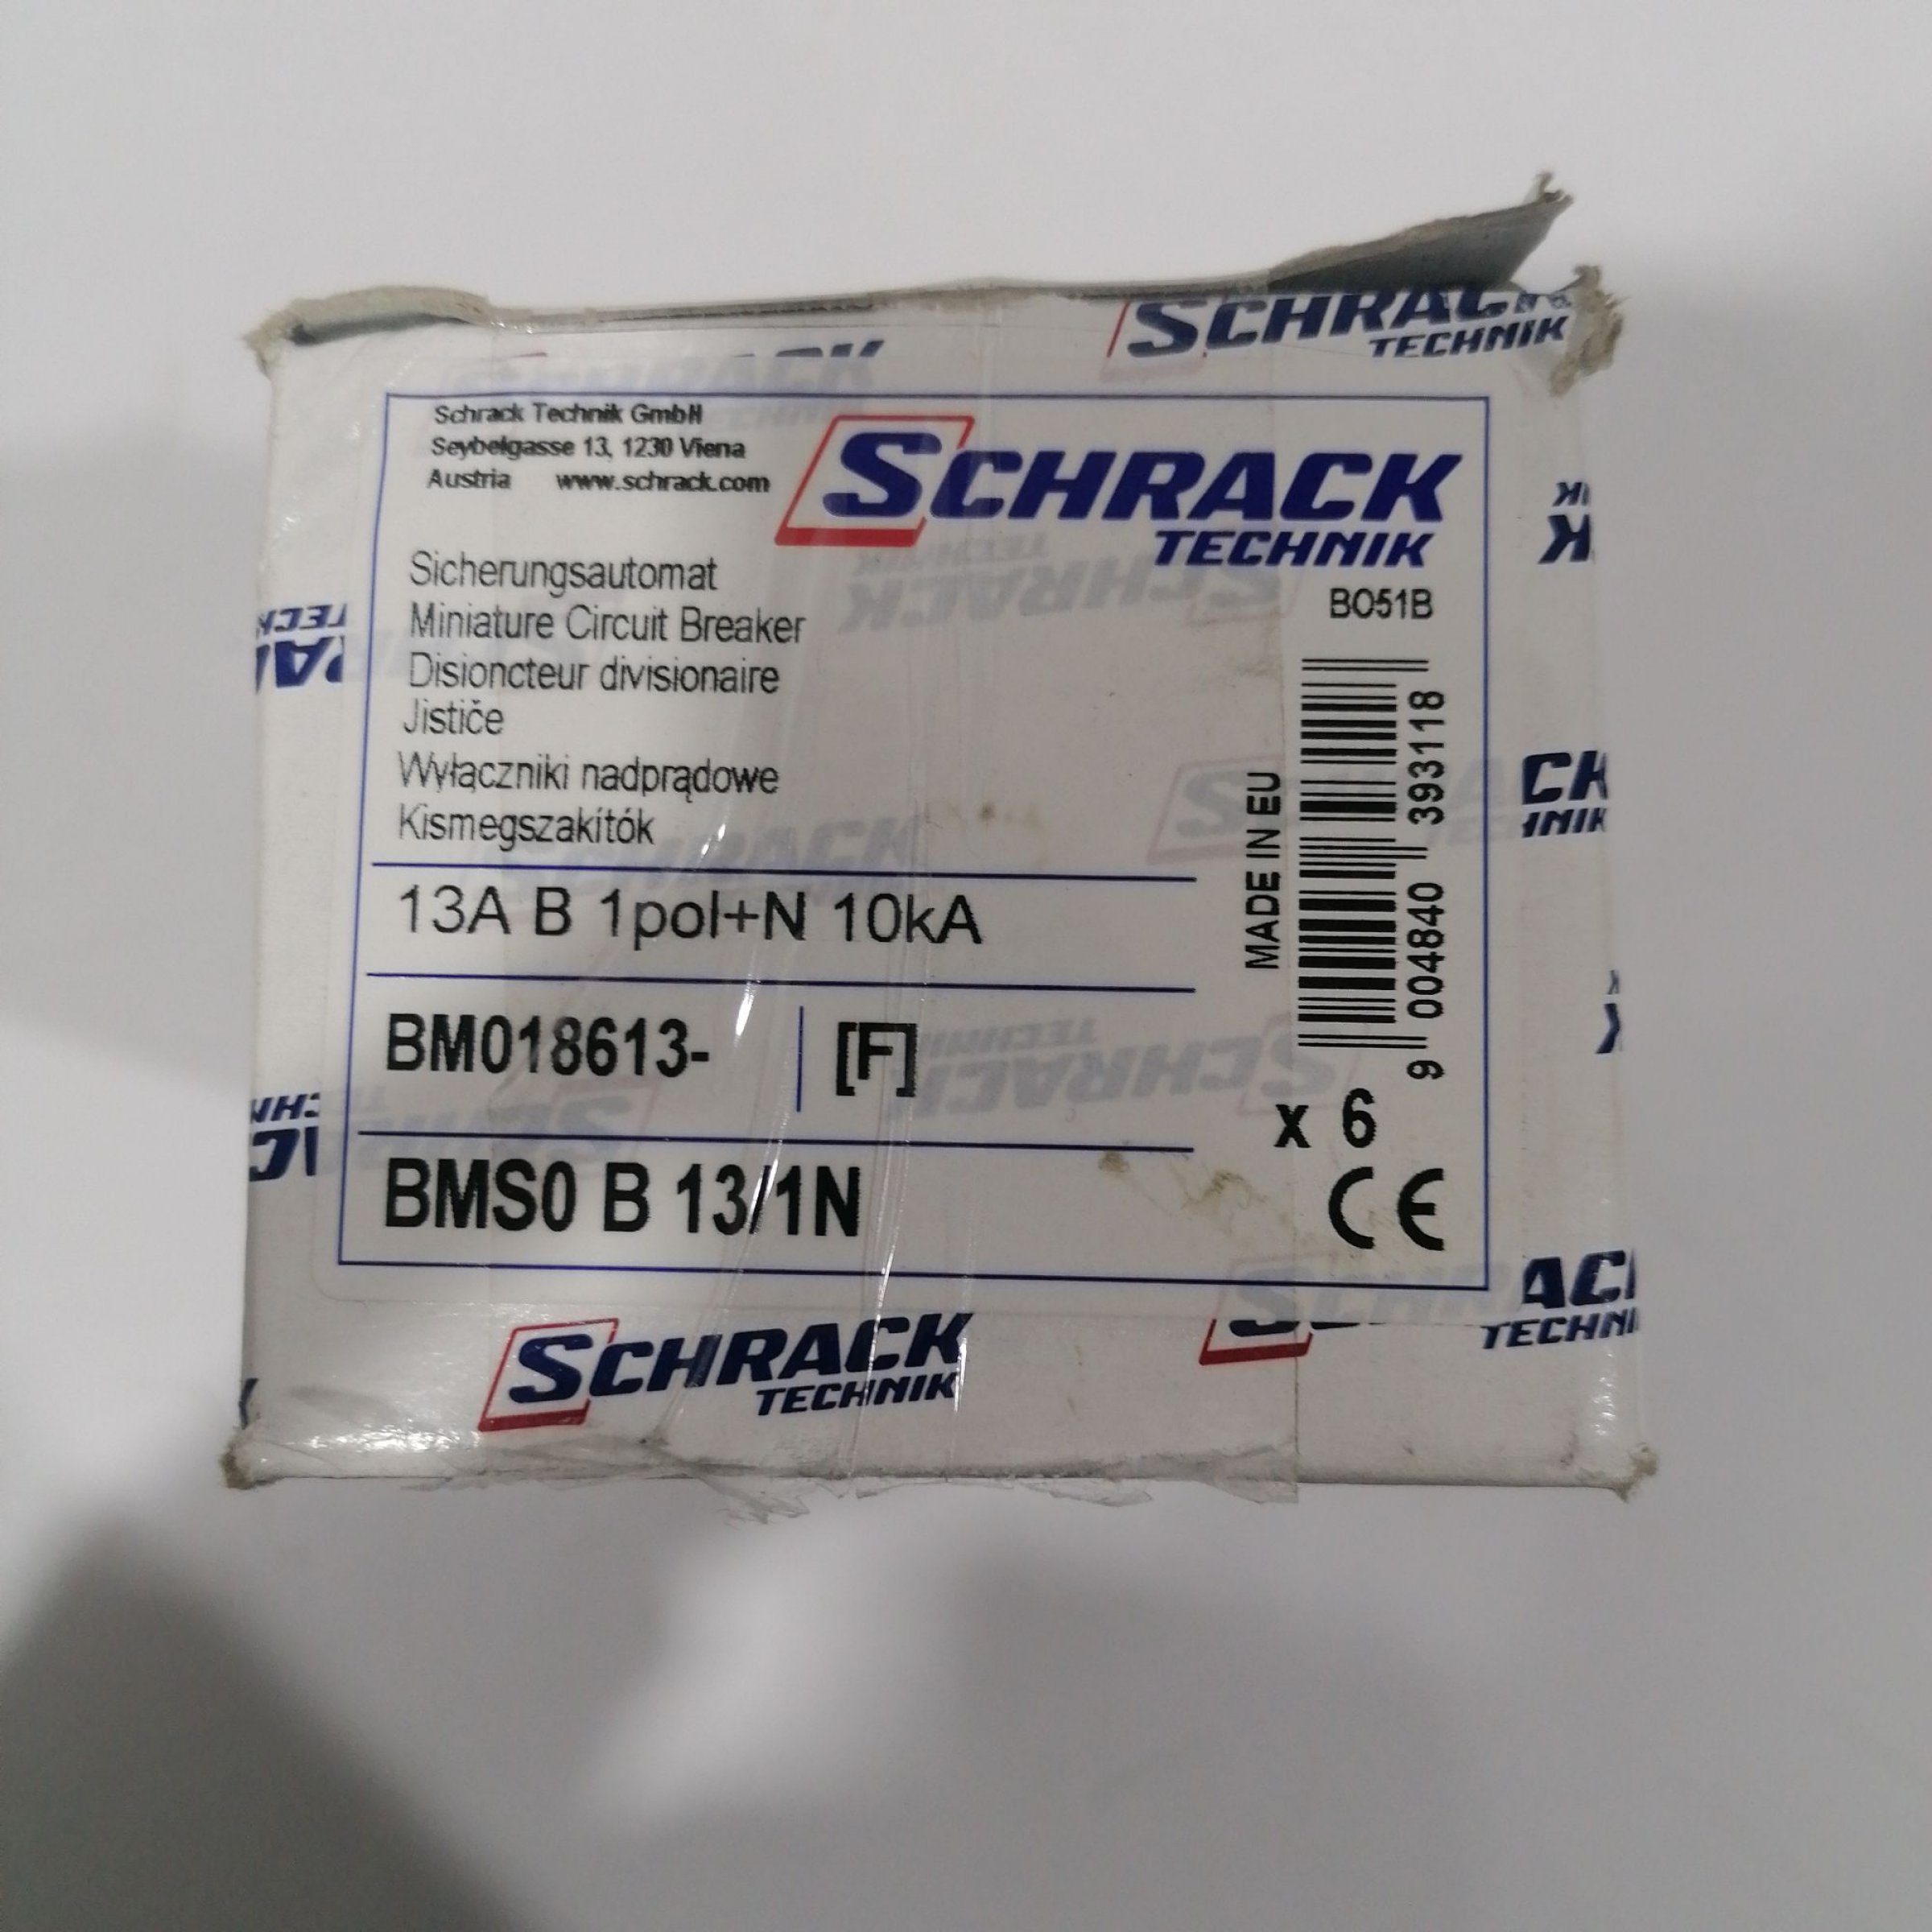 SCHRACK
TECHNIK
Schrack Technik GmbH
Seybelgasse 13, 1230 Viena
Austria www.schrack.com
SCHRACK
TECHNIK
BO51B
Sicherungsautomat
Miniature Circuit Breaker
Disioncteur divisionaire
Jističe
Wyłączniki nadprądowe
Kismegszakítók
13A B 1pol+N 10kA
BM018613- [F]
BMS0 B 13/1N
MADE IN EU
9 004840 393118
x 6
CE
SCHRACK
TECHNIK